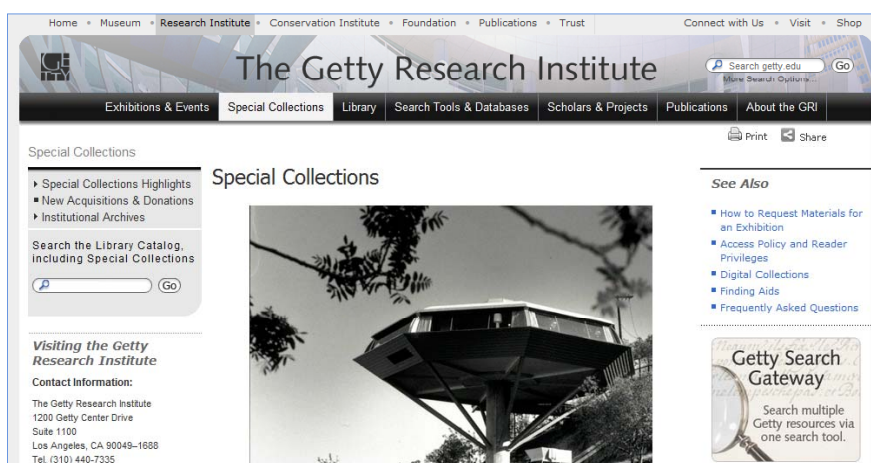 Home • Museum • Research Institute • Conservation Institute • Foundation • Publications • Trust
Connect with Us • Visit • Shop
GETTY
The Getty Research Institute
Search getty.edu
Go
More Search Options...
Exhibitions & Events
Special Collections
Library
Search Tools & Databases
Scholars & Projects
Publications
About the GRI
Print
Share
Special Collections
Special Collections Highlights
New Acquisitions & Donations
Institutional Archives
Search the Library Catalog,
including Special Collections
Go
Visiting the Getty
Research Institute
Contact Information:
The Getty Research Institute
1200 Getty Center Drive
Suite 1100
Los Angeles, CA 90049–1688
Tel. (310) 440-7335
Special Collections
See Also
How to Request Materials for
an Exhibition
Access Policy and Reader
Privileges
Digital Collections
Finding Aids
Frequently Asked Questions
Getty Search
Gateway
Search multiple
Getty resources via
one search tool.